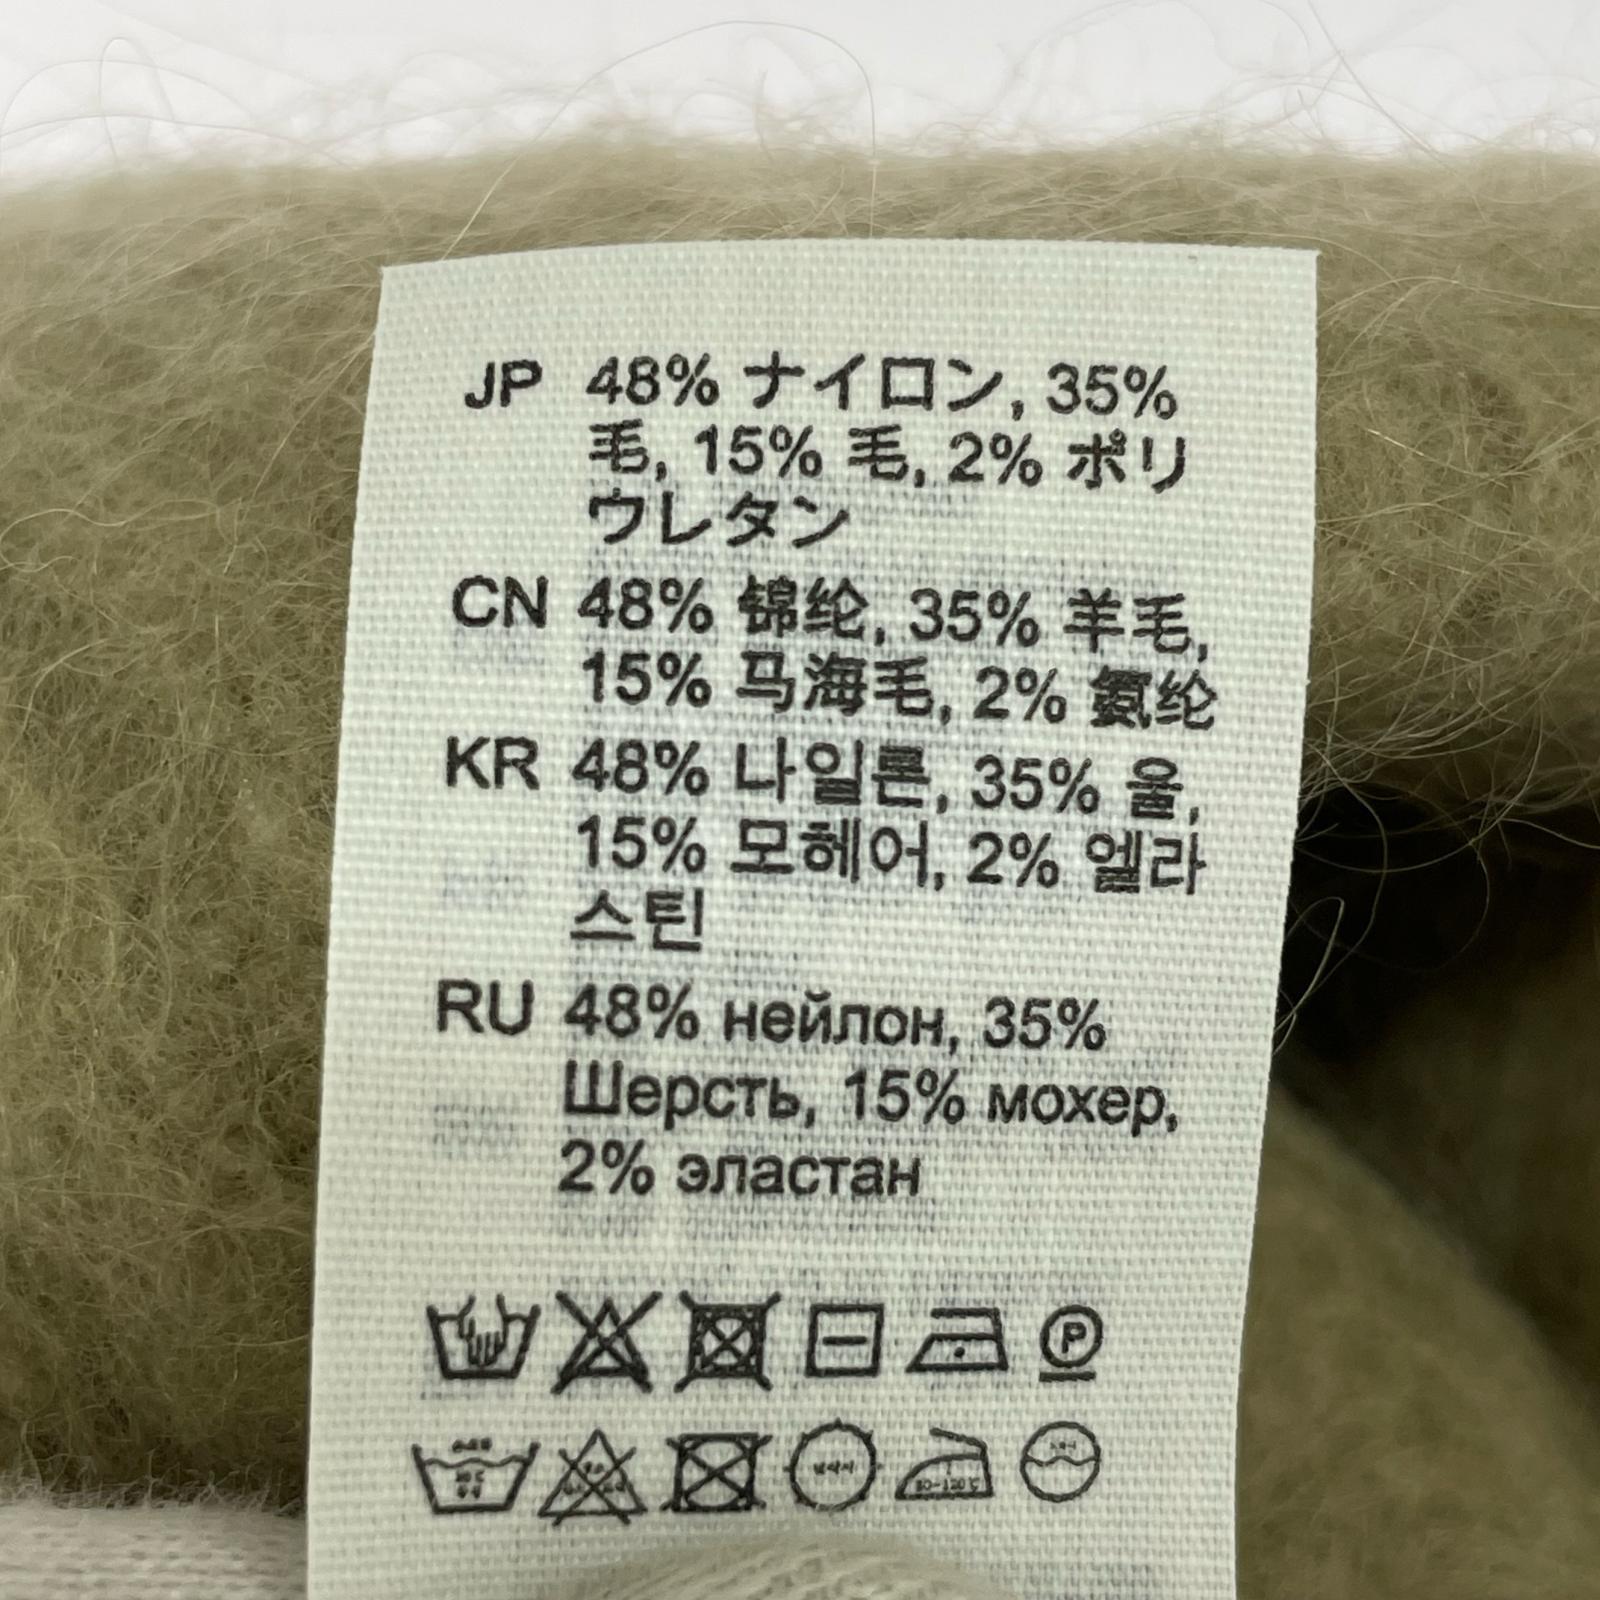 JP 48% ナイロン, 35%
毛, 15% 毛, 2% ポリ
ウレタン
CN 48% 锦纶, 35% 羊毛,
15% 马海毛, 2% 氨纶
KR 48% 나일론, 35% 울,
15% 모헤어, 2% 엘라
스틴
RU 48% нейлон, 35%
Шерсть, 15% мохер,
2% эластан
P